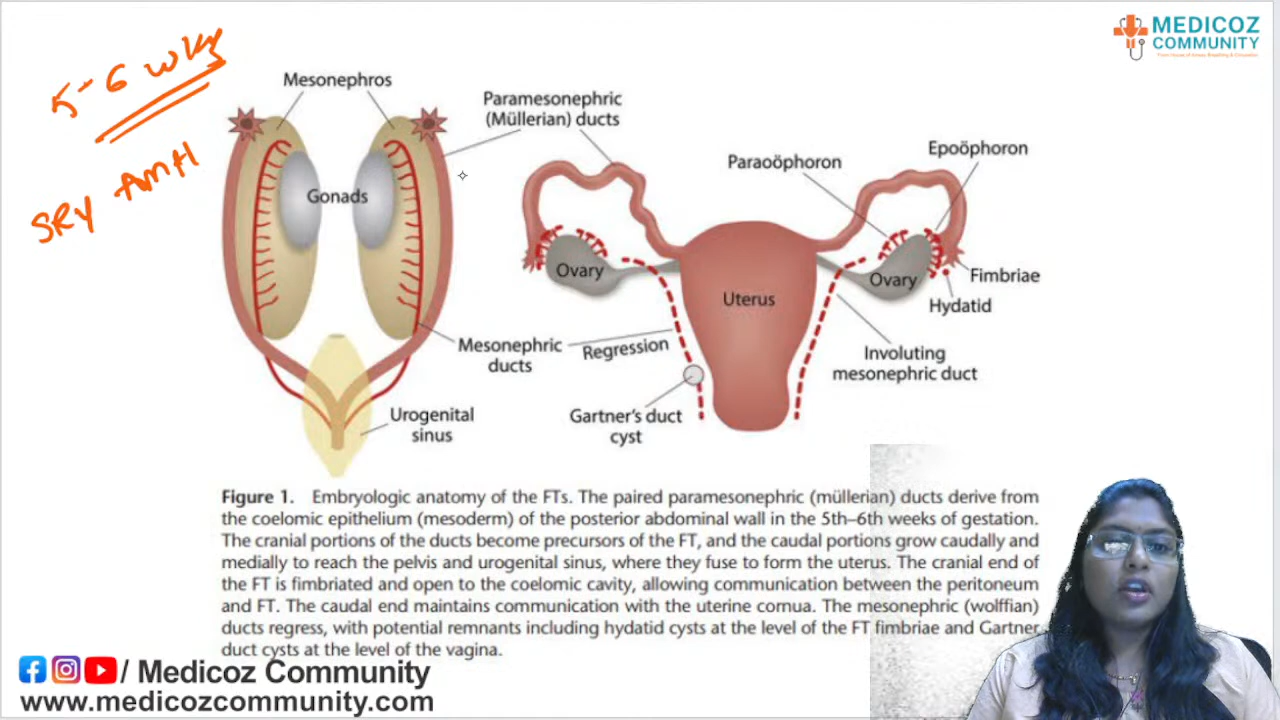 MEDICOZ
COMMUNITY
5-6 wks
SRY AMH
Mesonephros
Gonads
Paramesonephric
(Müllerian) ducts
Mesonephric
ducts
Urogenital
sinus
Regression
Ovary
Uterus
Gartner's duct
cyst
Paraoöphoron
Epoöphoron
Ovary
Fimbriae
Hydatid
Involuting
mesonephric duct
Figure 1. Embryologic anatomy of the FTs. The paired paramesonephric (müllerian) ducts derive from
the coelomic epithelium (mesoderm) of the posterior abdominal wall in the 5th–6th weeks of gestation.
The cranial portions of the ducts become precursors of the FT, and the caudal portions grow caudally and
medially to reach the pelvis and urogenital sinus, where they fuse to form the uterus. The cranial end of
the FT is fimbriated and open to the coelomic cavity, allowing communication between the peritoneum
and FT. The caudal end maintains communication with the uterine cornua. The mesonephric (wolffian)
ducts regress, with potential remnants including hydatid cysts at the level of the FT fimbriae and Gartner
duct cysts at the level of the vagina.
/ Medicoz Community
www.medicozcommunity.com